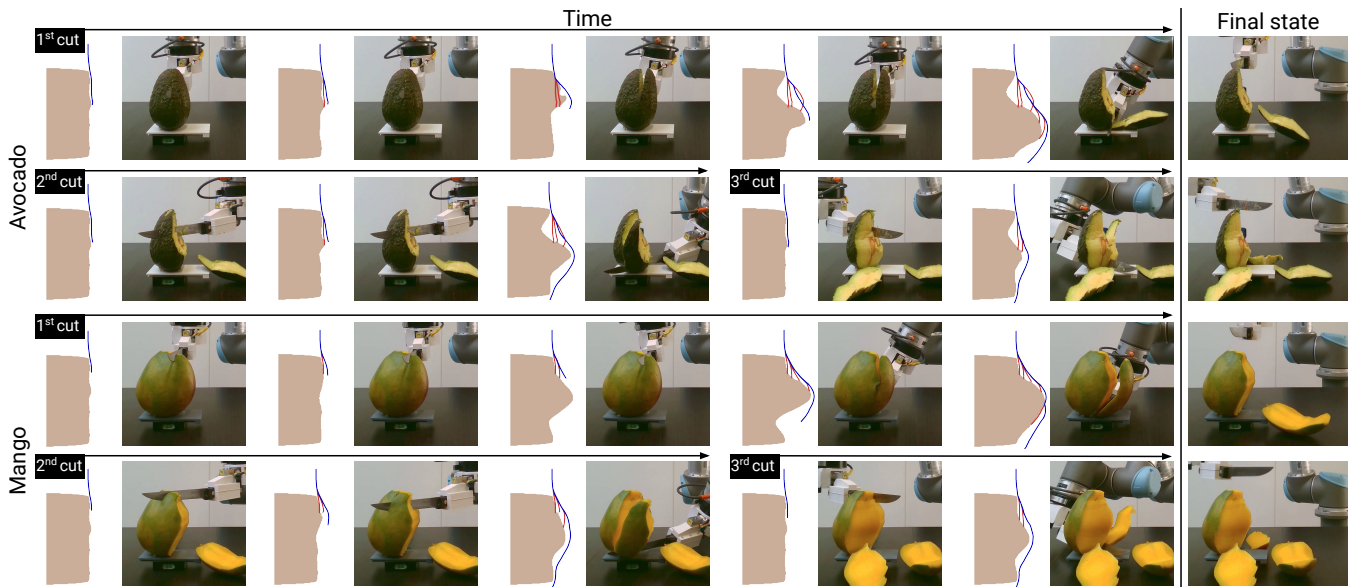 Time
Final state
1st cut
Avocado
2nd cut
3rd cut
1st cut
Mango
2nd cut
3rd cut